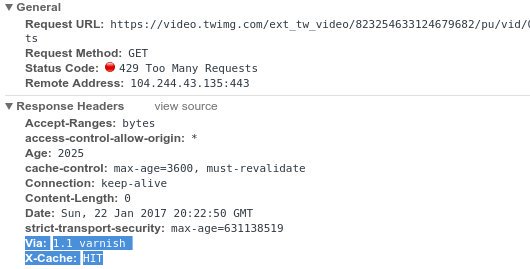 General
Request URL: https://video.twimg.com/ext_tw_video/823254633124679682/pu/vid/
ts
Request Method: GET
Status Code: 429 Too Many Requests
Remote Address: 104.244.43.135:443
Response Headers view source
Accept-Ranges: bytes
access-control-allow-origin: *
Age: 2025
cache-control: max-age=3600, must-revalidate
Connection: keep-alive
Content-Length: 0
Date: Sun, 22 Jan 2017 20:22:50 GMT
strict-transport-security: max-age=631138519
Via: 1.1 varnish
X-Cache: HIT